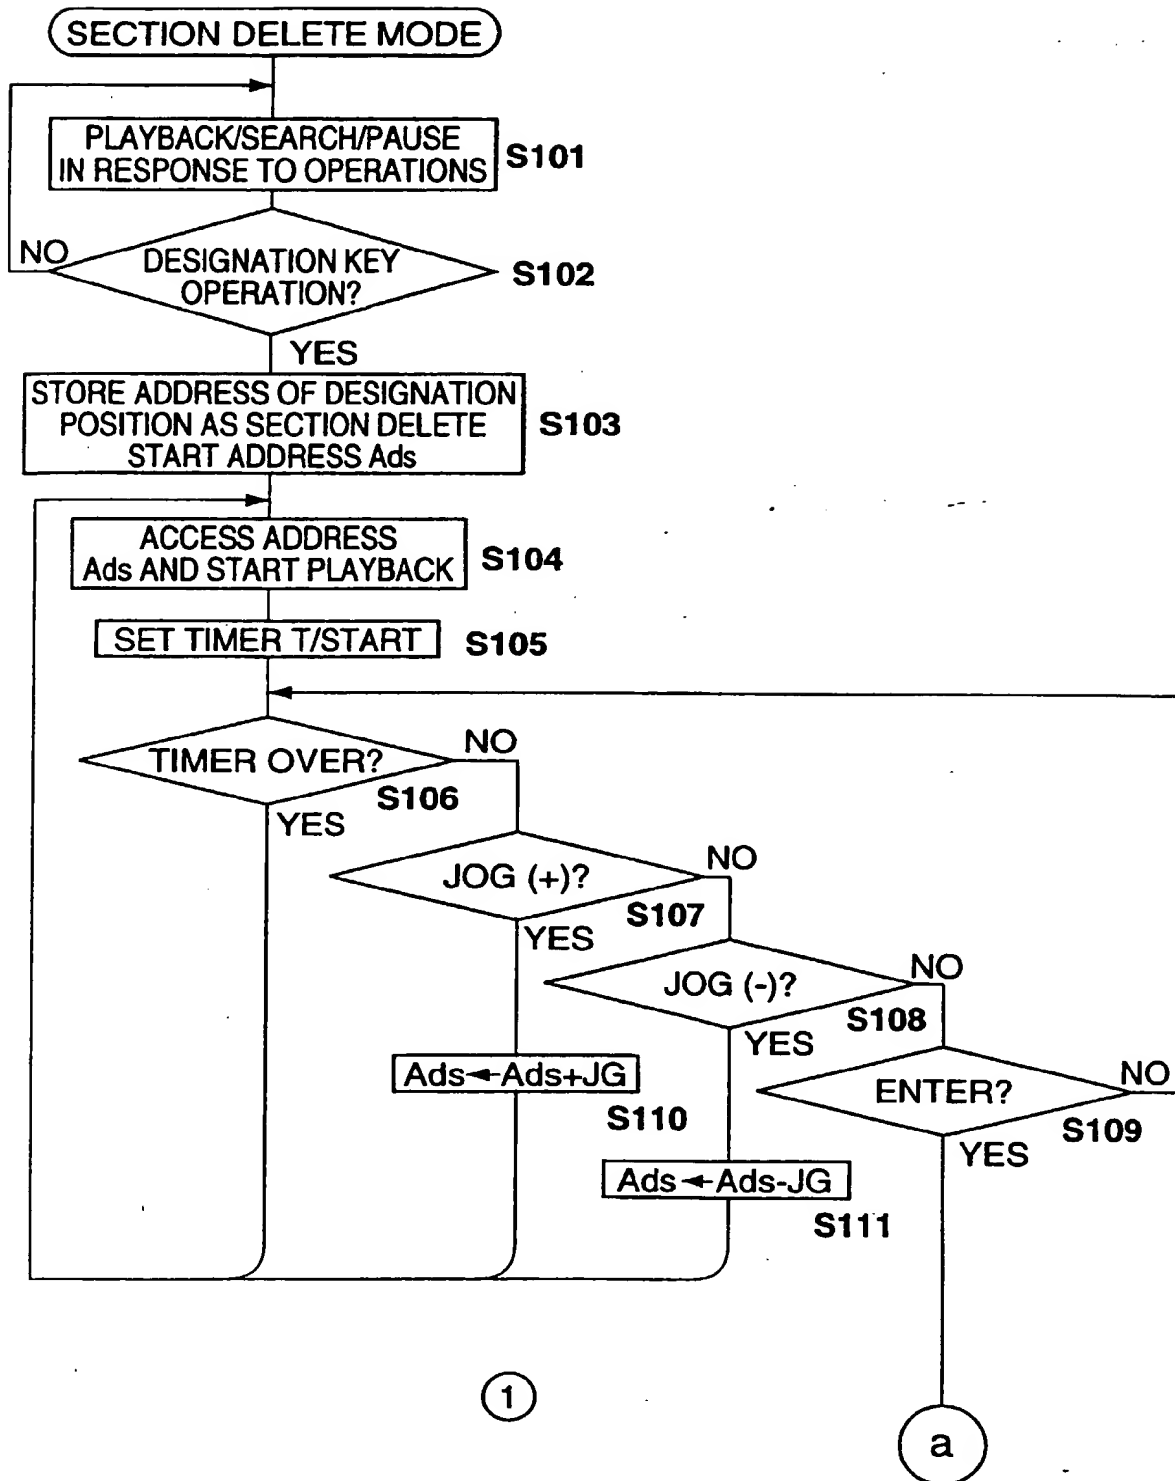 SECTION DELETE MODE
PLAYBACK/SEARCH/PAUSE
IN RESPONSE TO OPERATIONS
S101
NO
DESIGNATION KEY
OPERATION?
S102
YES
STORE ADDRESS OF DESIGNATION
POSITION AS SECTION DELETE
START ADDRESS Ads
S103
ACCESS ADDRESS
Ads AND START PLAYBACK
S104
SET TIMER T/START
S105
TIMER OVER?
NO
S106
YES
JOG (+)?
NO
S107
YES
JOG (-)?
NO
S108
YES
Ads←Ads+JG
S110
ENTER?
NO
S109
YES
Ads←Ads-JG
S111
1
a